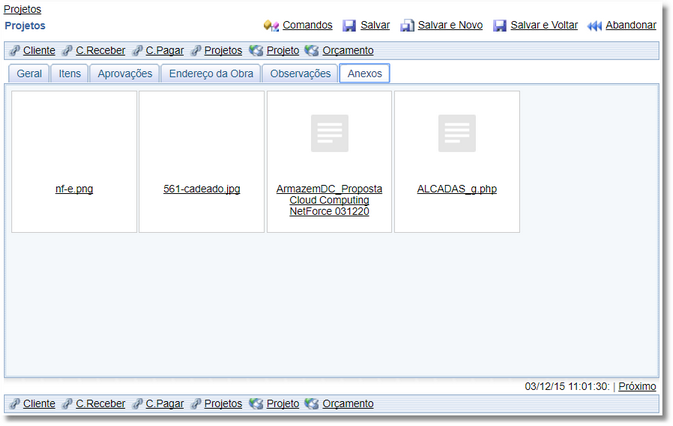 Projetos
Projetos Comandos Salvar Salvar e Novo Salvar e Voltar Abandonar
Cliente C.Receber C.Pagar Projetos Projeto Orçamento
Geral Itens Aprovações Endereço da Obra Observações Anexos
nf-e.png
561-cadeado.jpg
ArmazemDC_Proposta
Cloud Computing
NetForce 031220
ALCADAS_g.php
03/12/15 11:01:30: | Próximo
Cliente C.Receber C.Pagar Projetos Projeto Orçamento